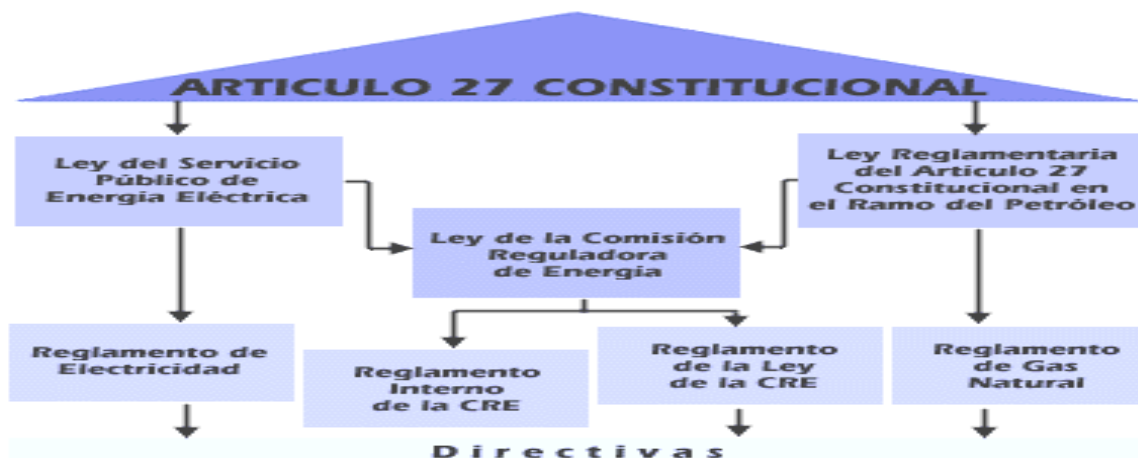 ARTICULO 27 CONSTITUCIONAL
Ley del Servicio
Público de
Energía Eléctrica
Ley Reglamentaria
del Artículo 27
Constitucional en
el Ramo del Petróleo
Ley de la Comisión
Reguladora
de Energía
Reglamento de
Electricidad
Reglamento
Interno
de la CRE
Reglamento
de la Ley
de la CRE
Reglamento
de Gas
Natural
Directivas